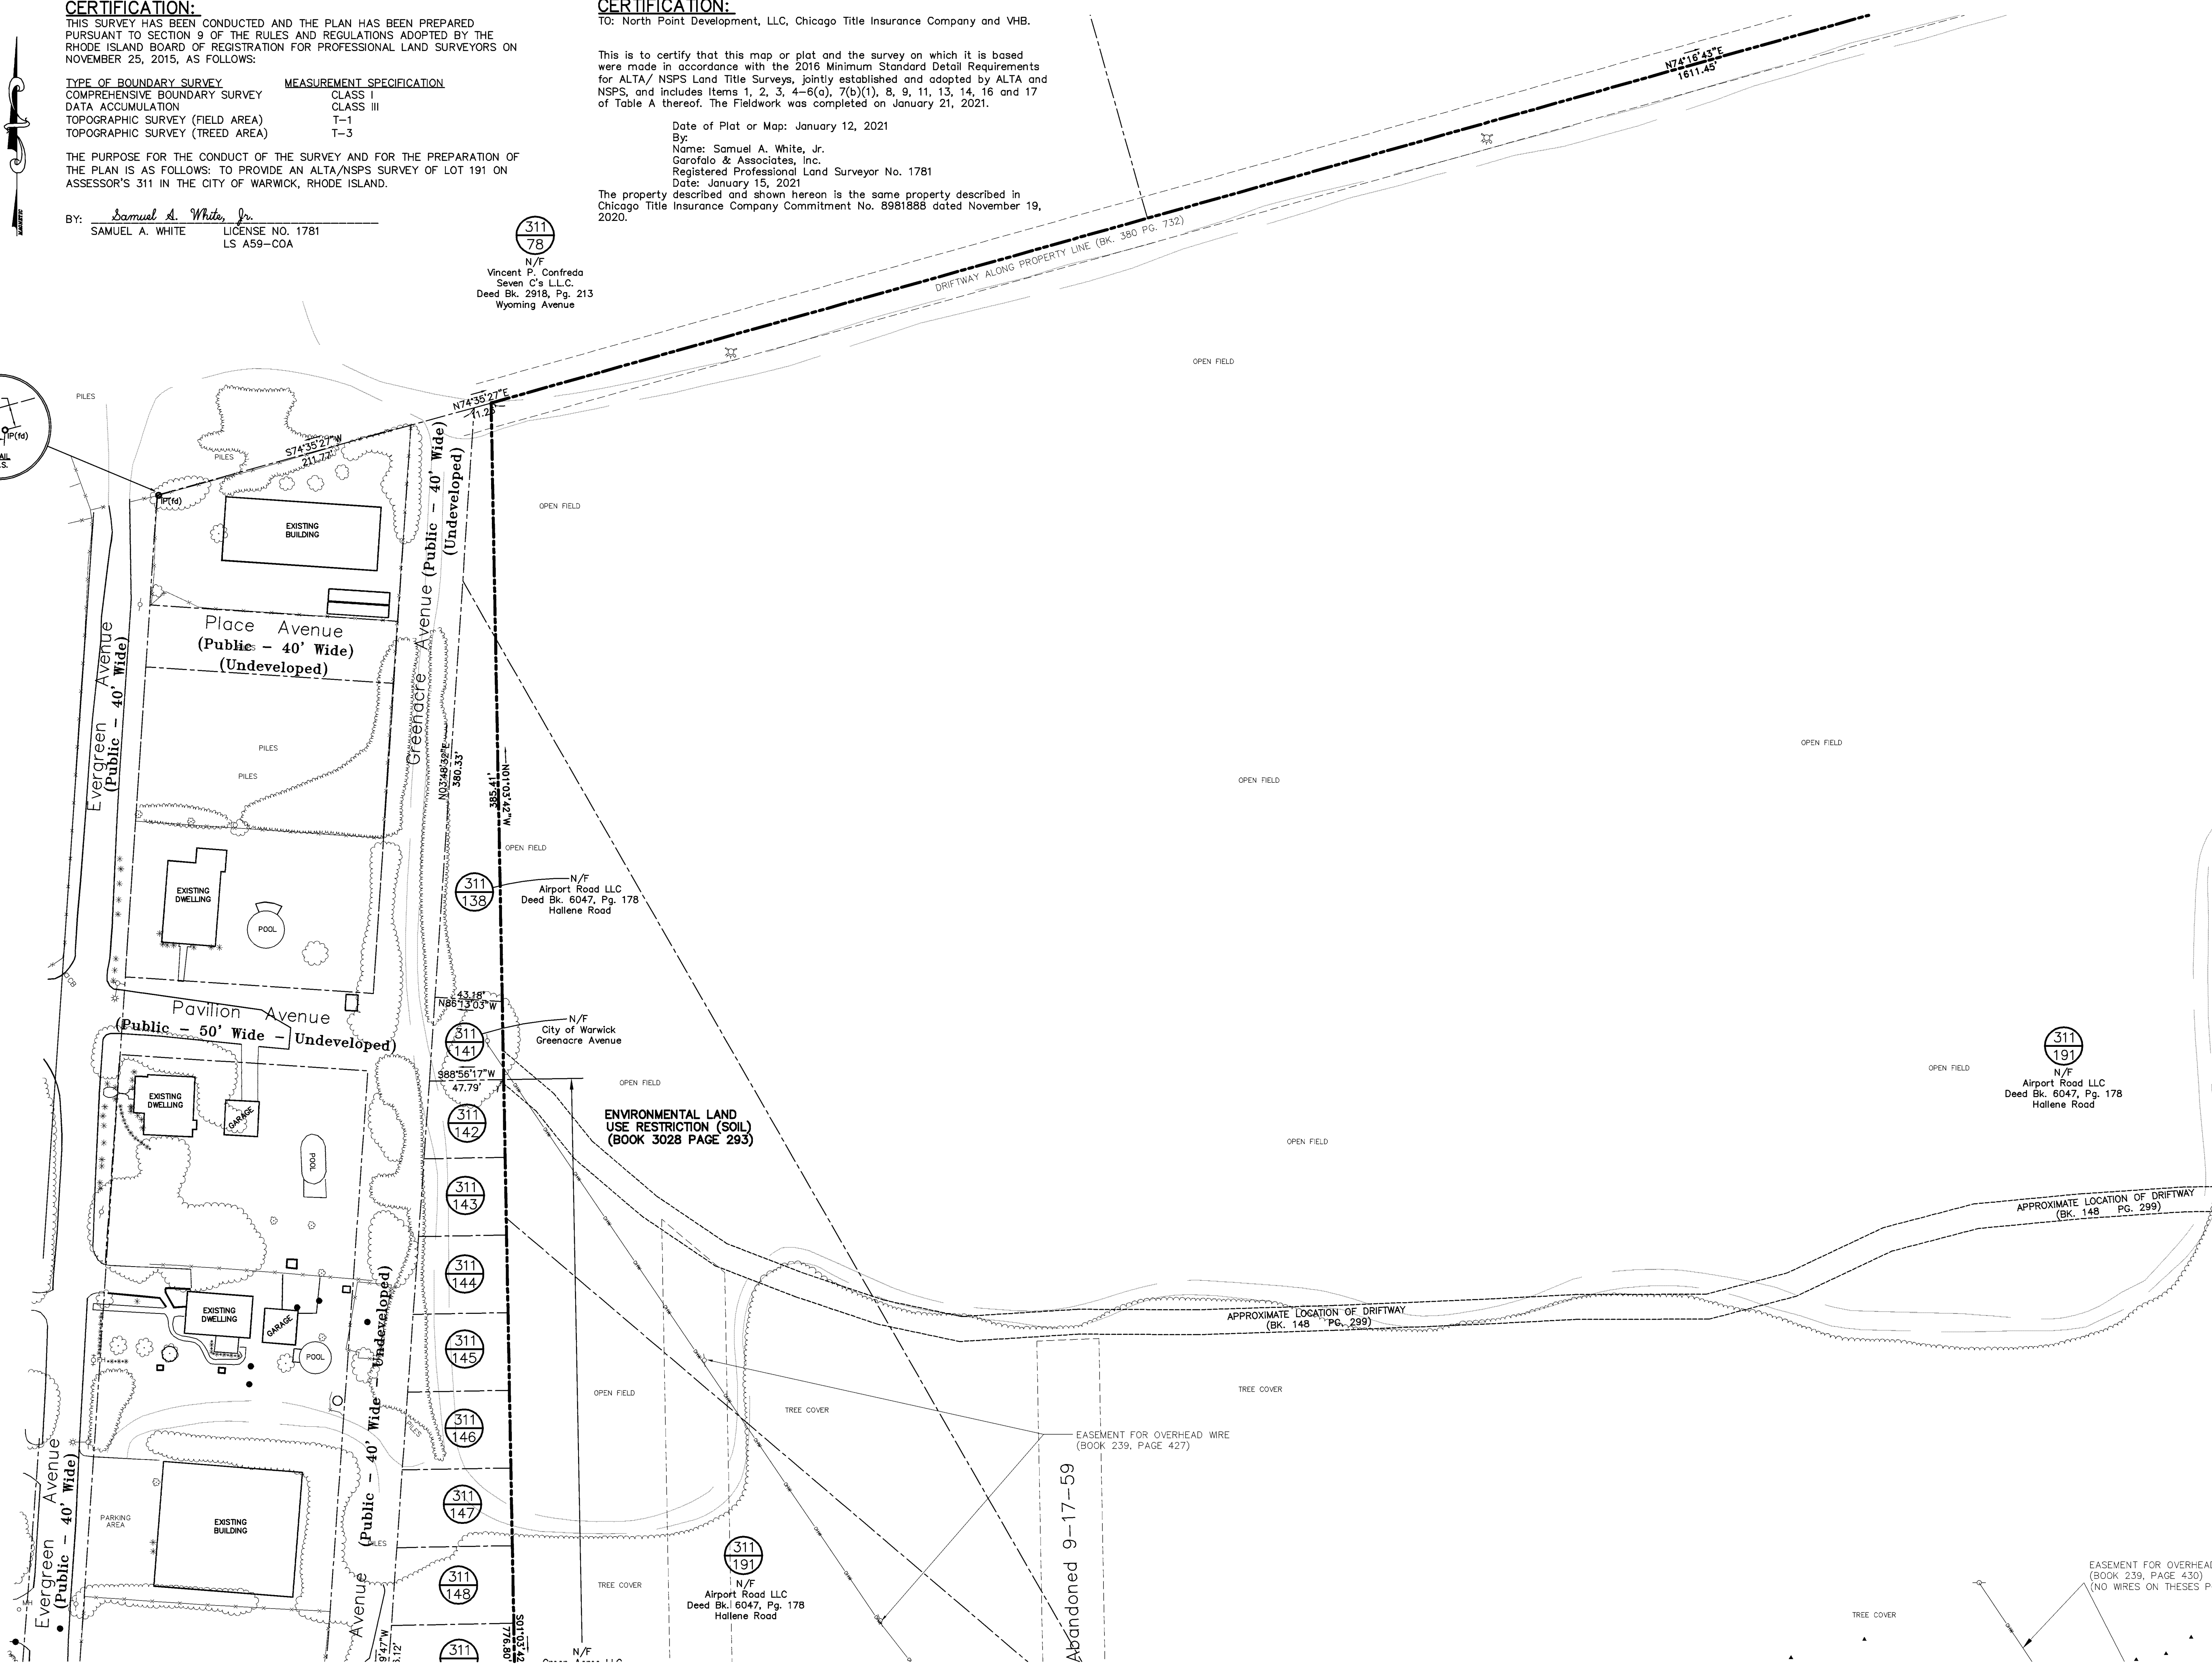 CERTIFICATION:
THIS SURVEY HAS BEEN CONDUCTED AND THE PLAN HAS BEEN PREPARED
PURSUANT TO SECTION 9 OF THE RULES AND REGULATIONS ADOPTED BY THE
RHODE ISLAND BOARD OF REGISTRATION FOR PROFESSIONAL LAND SURVEYORS ON
NOVEMBER 25, 2015, AS FOLLOWS:
TYPE OF BOUNDARY SURVEY MEASUREMENT SPECIFICATION
COMPREHENSIVE BOUNDARY SURVEY CLASS I
DATA ACCUMULATION CLASS III
TOPOGRAPHIC SURVEY (FIELD AREA) T-1
TOPOGRAPHIC SURVEY (TREED AREA) T-3
THE PURPOSE FOR THE CONDUCT OF THE SURVEY AND FOR THE PREPARATION OF
THE PLAN IS AS FOLLOWS: TO PROVIDE AN ALTA/NSPS SURVEY OF LOT 191 ON
ASSESSOR'S 311 IN THE CITY OF WARWICK, RHODE ISLAND.
BY: Samuel A. White, Jr.
SAMUEL A. WHITE LICENSE NO. 1781
LS A59-COA
CERTIFICATION:
TO: North Point Development, LLC, Chicago Title Insurance Company and VHB.
This is to certify that this map or plat and the survey on which it is based
were made in accordance with the 2016 Minimum Standard Detail Requirements
for ALTA/ NSPS Land Title Surveys, jointly established and adopted by ALTA and
NSPS, and includes Items 1, 2, 3, 4-6(a), 7(b)(1), 8, 9, 11, 13, 14, 16 and 17
of Table A thereof. The Fieldwork was completed on January 21, 2021.
Date of Plat or Map: January 12, 2021
By:
Name: Samuel A. White, Jr.
Garofalo & Associates, Inc.
Registered Professional Land Surveyor No. 1781
Date: January 15, 2021
The property described and shown hereon is the same property described in
Chicago Title Insurance Company Commitment No. 8981888 dated November 19,
2020.
N74°16'43"E
1611.45'
DRIFTWAY ALONG PROPERTY LINE (BK. 380 PG. 732)
311
78
N/F
Vincent P. Confreda
Seven C's L.L.C.
Deed Bk. 2918, Pg. 213
Wyoming Avenue
OPEN FIELD
PILES
IP(fd)
N74°35'27"E
S74°35'27"W
211.77'
PILES
IP(fd)
OPEN FIELD
EXISTING
BUILDING
Greenacre Avenue (Public - 40' Wide)
(Undeveloped)
Place Avenue
(Public - 40' Wide)
(Undeveloped)
Evergreen Avenue
(Public - 40' Wide)
PILES
PILES
N03°48'32"E
380.33'
385.41'
N01°03'42"W
OPEN FIELD
OPEN FIELD
OPEN FIELD
EXISTING
DWELLING
POOL
311
138
N/F
Airport Road LLC
Deed Bk. 6047, Pg. 178
Hallene Road
CB
43.18'
N86°13'03"W
Pavilion Avenue
(Public - 50' Wide - Undeveloped)
311
141
N/F
City of Warwick
Greenacre Avenue
S88°56'17"W
47.79'
OPEN FIELD
311
191
N/F
Airport Road LLC
Deed Bk. 6047, Pg. 178
Hallene Road
OPEN FIELD
EXISTING
DWELLING
GARAGE
POOL
311
142
ENVIRONMENTAL LAND
USE RESTRICTION (SOIL)
(BOOK 3028 PAGE 293)
OPEN FIELD
311
143
APPROXIMATE LOCATION OF DRIFTWAY
(BK. 148 PG. 299)
311
144
EXISTING
DWELLING
GARAGE
POOL
APPROXIMATE LOCATION OF DRIFTWAY
(BK. 148 PG. 299)
311
145
OPEN FIELD
TREE COVER
TREE COVER
311
146
PILES
EASEMENT FOR OVERHEAD WIRE
(BOOK 239, PAGE 427)
Abandoned 9-17-59
311
147
PARKING
AREA
EXISTING
BUILDING
Evergreen Avenue
(Public - 40' Wide)
Avenue (Public - 40' Wide - Undeveloped)
311
148
TREE COVER
311
191
N/F
Airport Road LLC
Deed Bk. 6047, Pg. 178
Hallene Road
EASEMENT FOR OVERHEAD
(BOOK 239, PAGE 430)
(NO WIRES ON THESES P
TREE COVER
MH
S01°03'42
776.80'
311
N/F